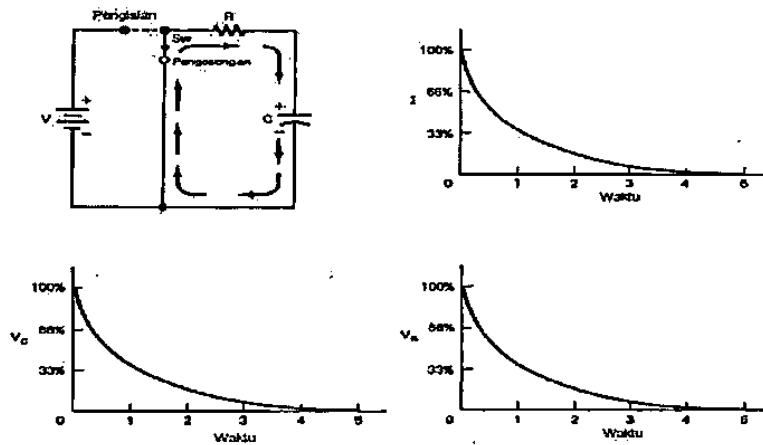 Pengisian
R
Sw
Pengosongan
V
+
-
C
+
-
100%
66%
33%
I
0 1 2 3 4 5
Waktu
100%
66%
33%
Vc
0 1 2 3 4 5
Waktu
100%
66%
33%
VR
0 1 2 3 4 5
Waktu